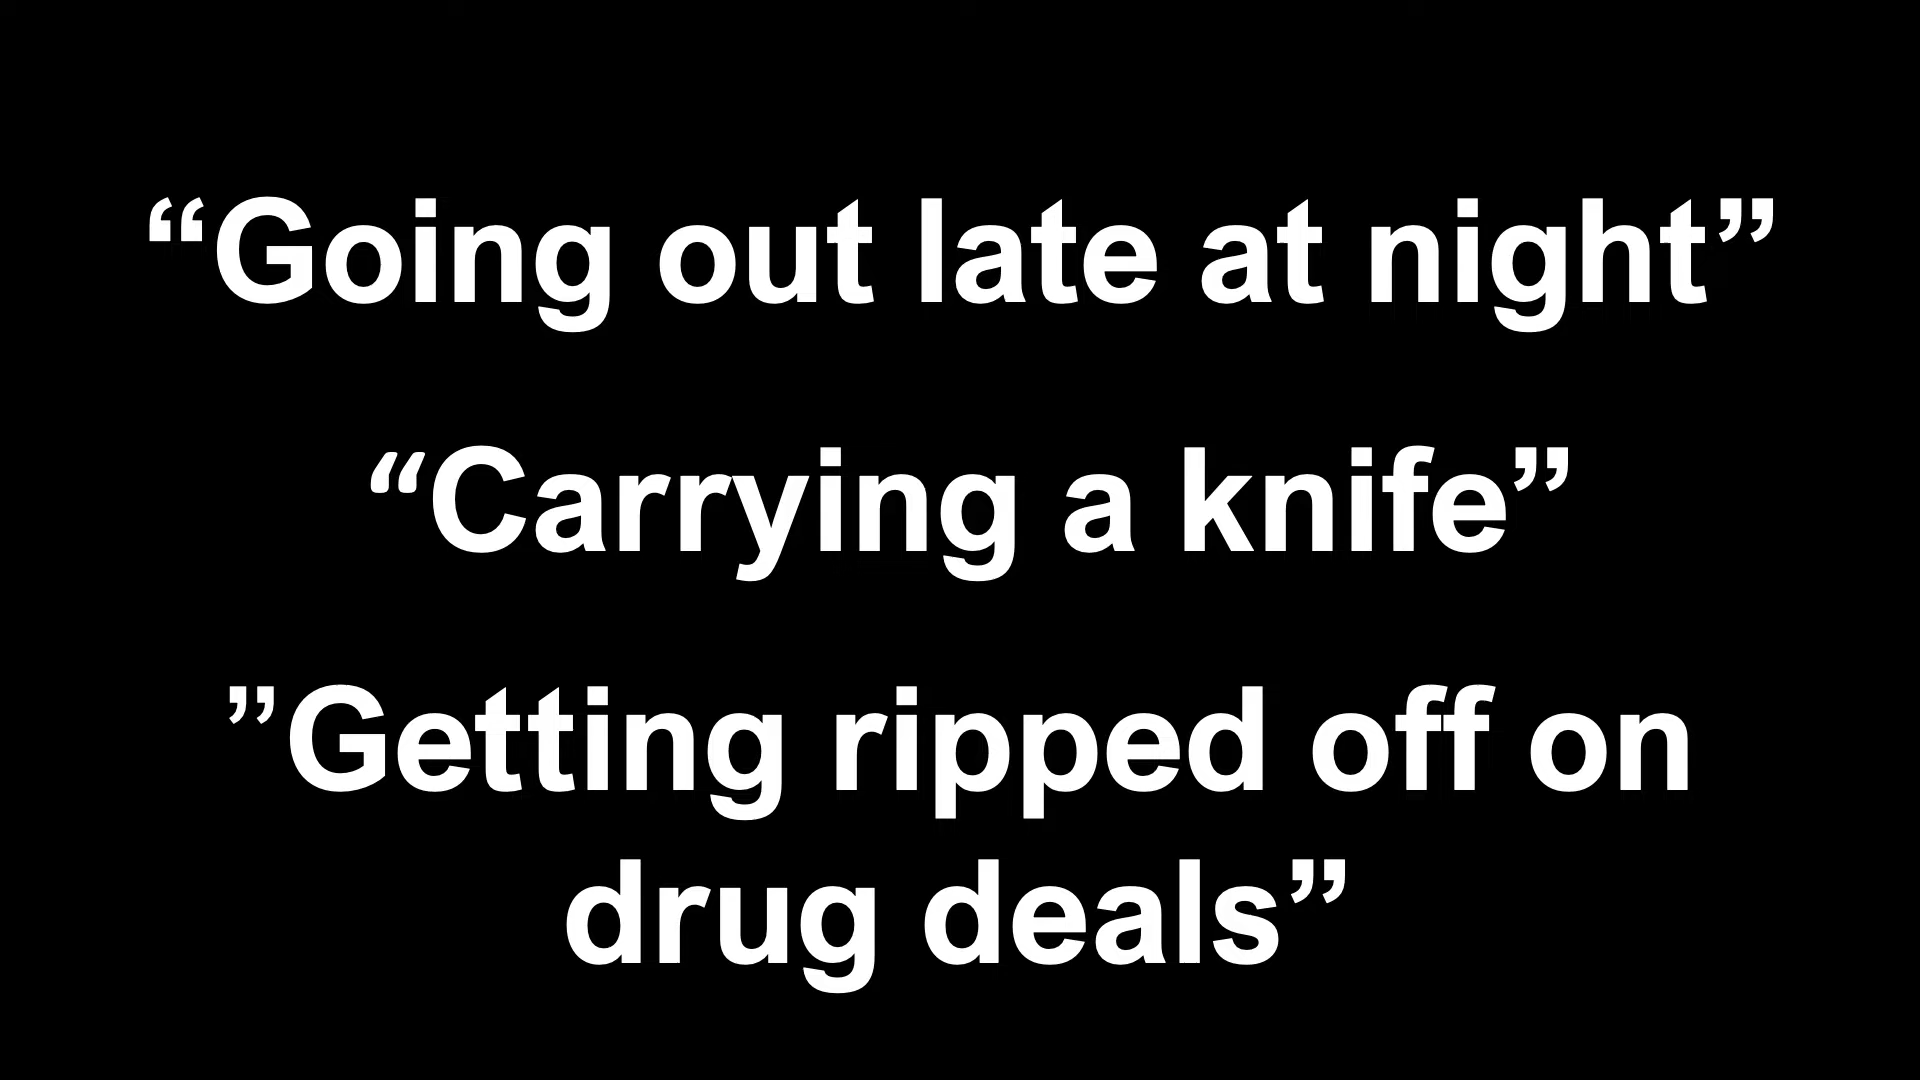 “Going out late at night”
“Carrying a knife”
”Getting ripped off on
drug deals”